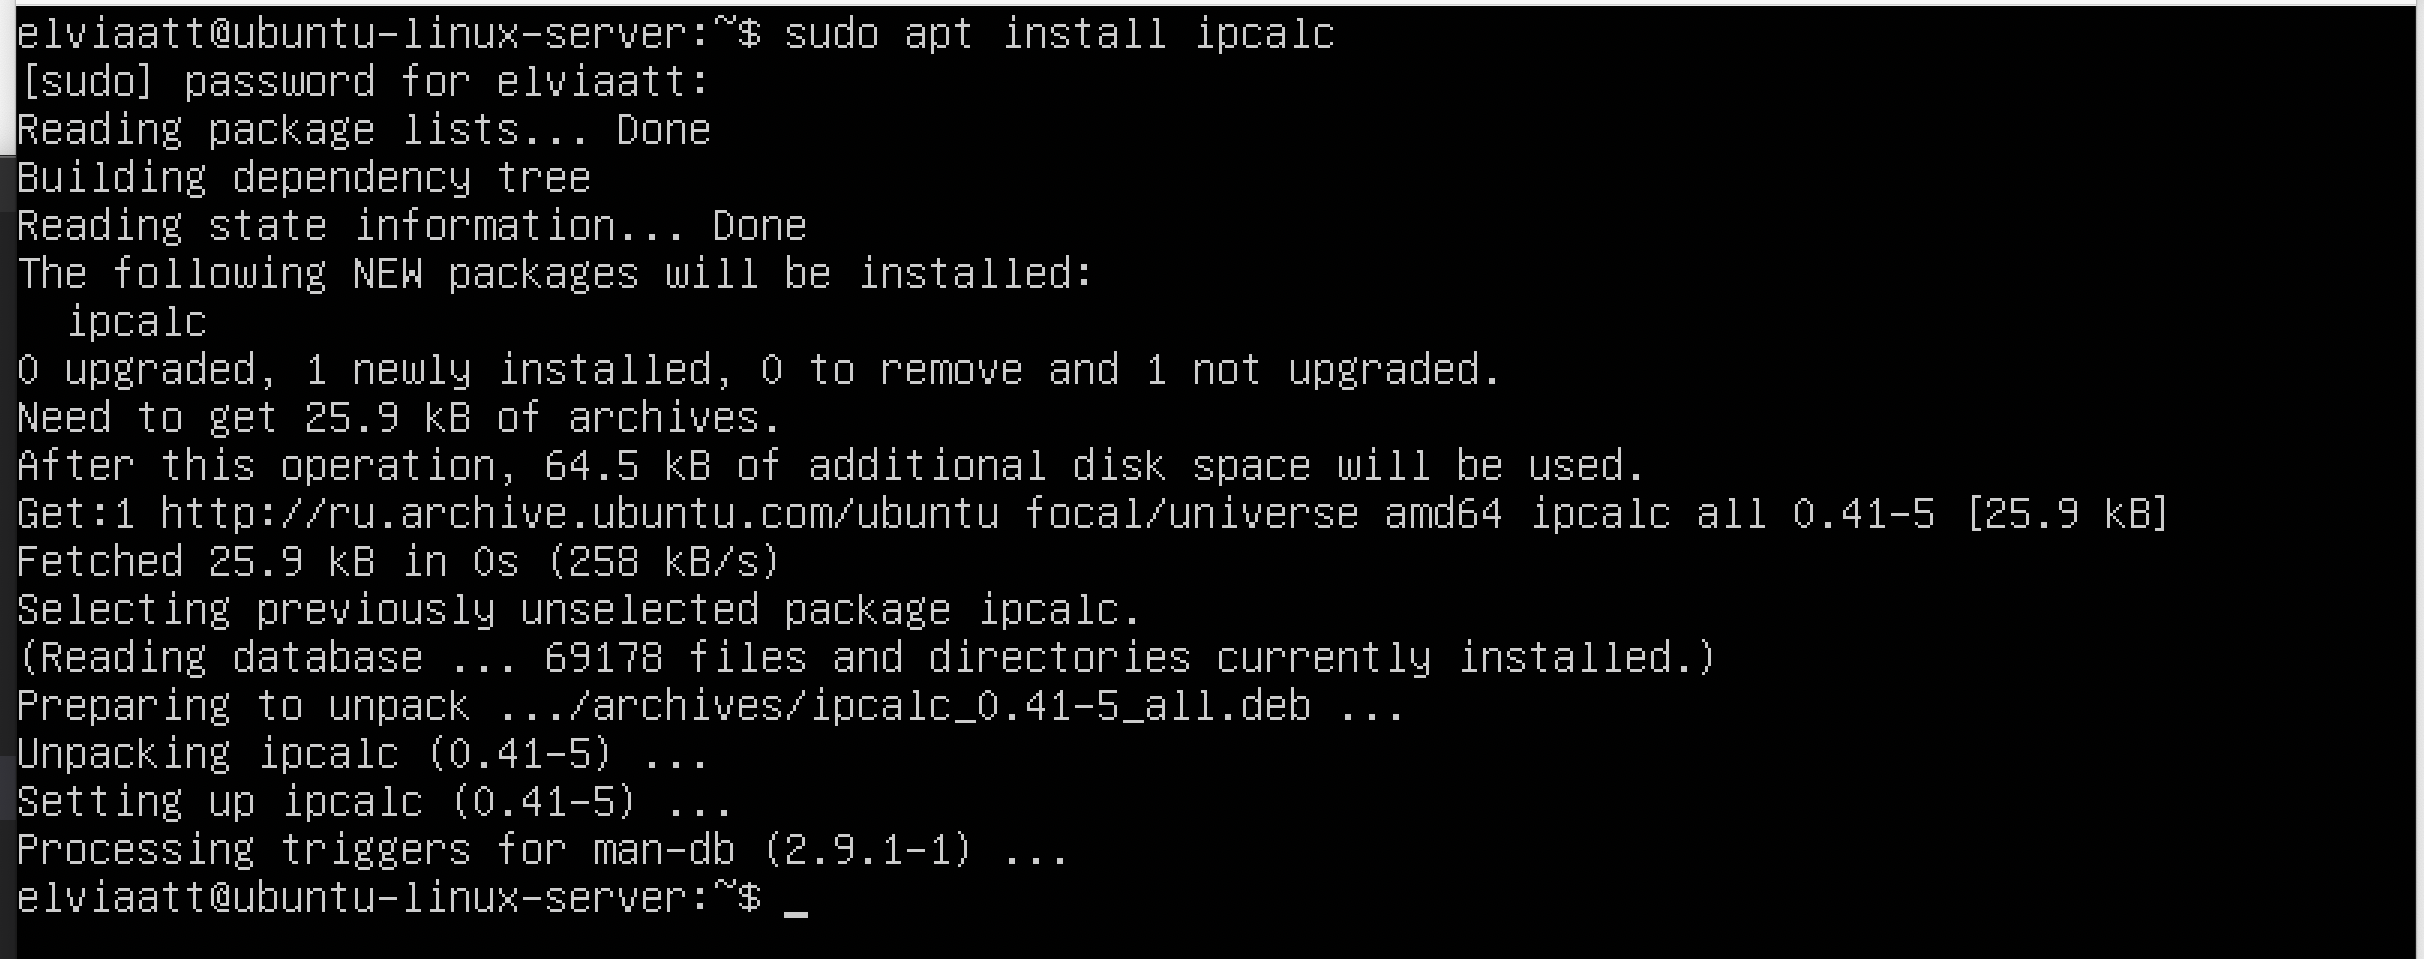 elviaatt@ubuntu-linux-server:~$ sudo apt install ipcalc
[sudo] password for elviaatt:
Reading package lists... Done
Building dependency tree
Reading state information... Done
The following NEW packages will be installed:
  ipcalc
0 upgraded, 1 newly installed, 0 to remove and 1 not upgraded.
Need to get 25.9 kB of archives.
After this operation, 64.5 kB of additional disk space will be used.
Get:1 http://ru.archive.ubuntu.com/ubuntu focal/universe amd64 ipcalc all 0.41-5 [25.9 kB]
Fetched 25.9 kB in 0s (258 kB/s)
Selecting previously unselected package ipcalc.
(Reading database ... 69178 files and directories currently installed.)
Preparing to unpack .../archives/ipcalc_0.41-5_all.deb ...
Unpacking ipcalc (0.41-5) ...
Setting up ipcalc (0.41-5) ...
Processing triggers for man-db (2.9.1-1) ...
elviaatt@ubuntu-linux-server:~$ _